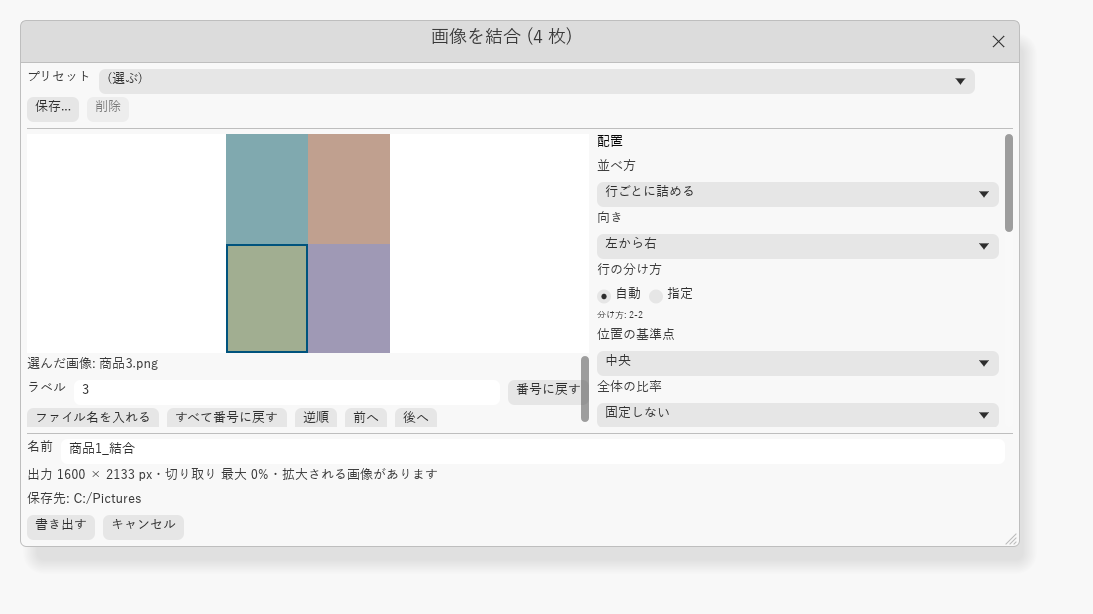 画像を結合 (4 枚)
プリセット (選ぶ)
保存... 削除
配置
並べ方
行ごとに詰める
向き
左から右
行の分け方
自動 指定
分け方: 2-2
位置の基準点
中央
全体の比率
固定しない
選んだ画像: 商品3.png
ラベル 3 番号に戻す
ファイル名を入れる すべて番号に戻す 逆順 前へ 後へ
名前 商品1_結合
出力 1600 × 2133 px・切り取り 最大 0%・拡大される画像があります
保存先: C:/Pictures
書き出す キャンセル